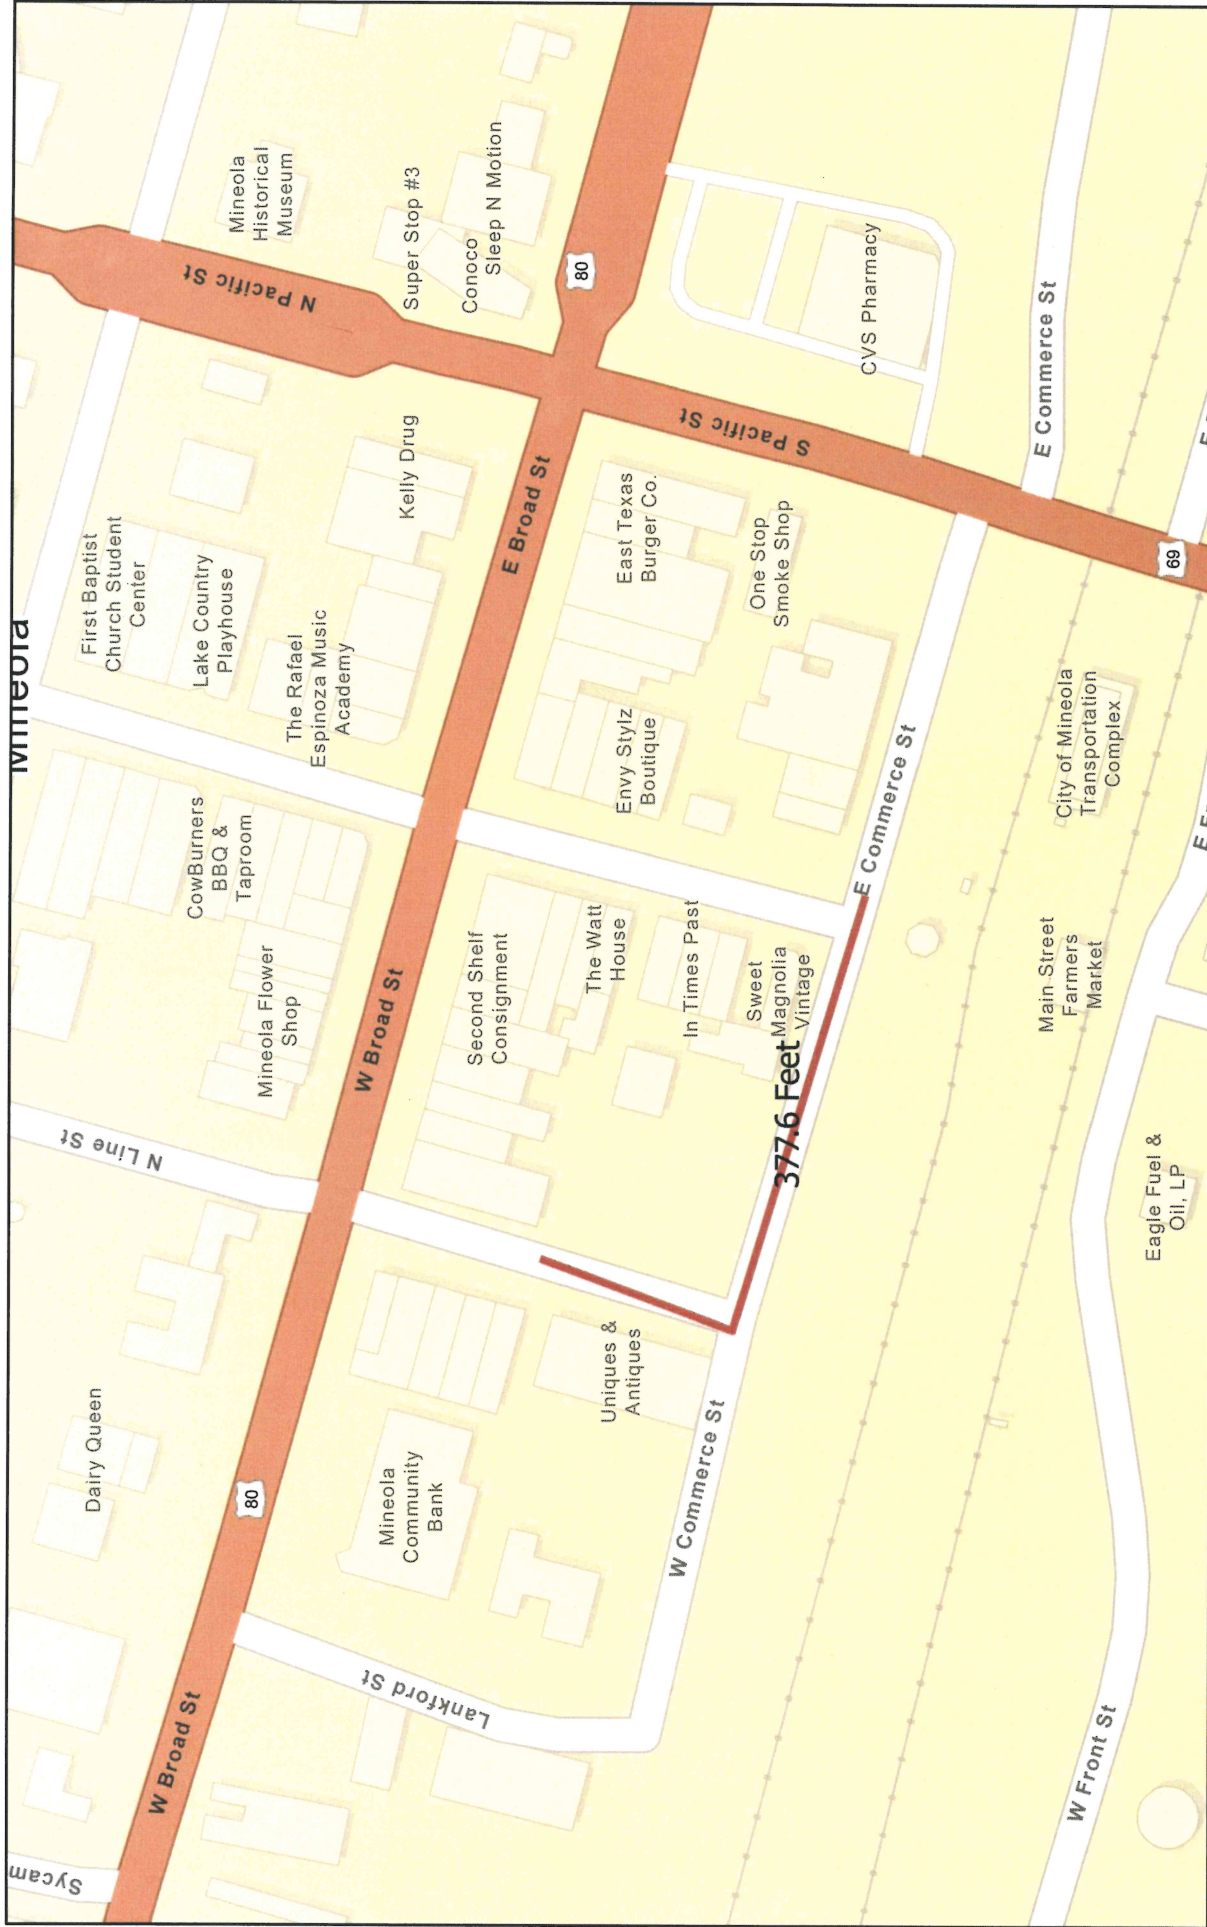 Mineola
Sycam
W Broad St
Dairy Queen
80
N Line St
Mineola Flower
Shop
CowBurners
BBQ &
Taproom
First Baptist
Church Student
Center
Lake Country
Playhouse
The Rafael
Espinoza Music
Academy
Kelly Drug
N Pacific St
Mineola
Historical
Museum
Super Stop #3
Conoco
Sleep N Motion
80
W Broad St
E Broad St
Lankford St
Mineola
Community
Bank
Uniques &
Antiques
Second Shelf
Consignment
The Watt
House
In Times Past
Sweet
Magnolia
Vintage
377.6 Feet
Envy Stylz
Boutique
East Texas
Burger Co.
One Stop
Smoke Shop
S Pacific St
CVS Pharmacy
W Commerce St
E Commerce St
E Commerce St
69
City of Mineola
Transportation
Complex
Main Street
Farmers
Market
Eagle Fuel &
Oil, LP
W Front St